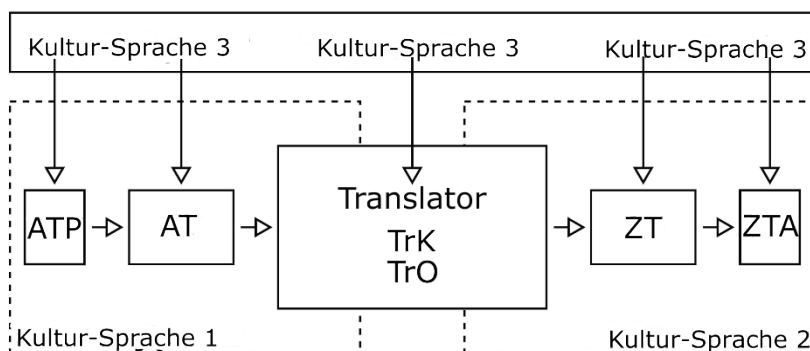 Kultur-Sprache 3
Kultur-Sprache 3
Kultur-Sprache 3
Translator
ATP
AT
TrK
TrO
ZT
ZTA
Kultur-Sprache 1
Kultur-Sprache 2